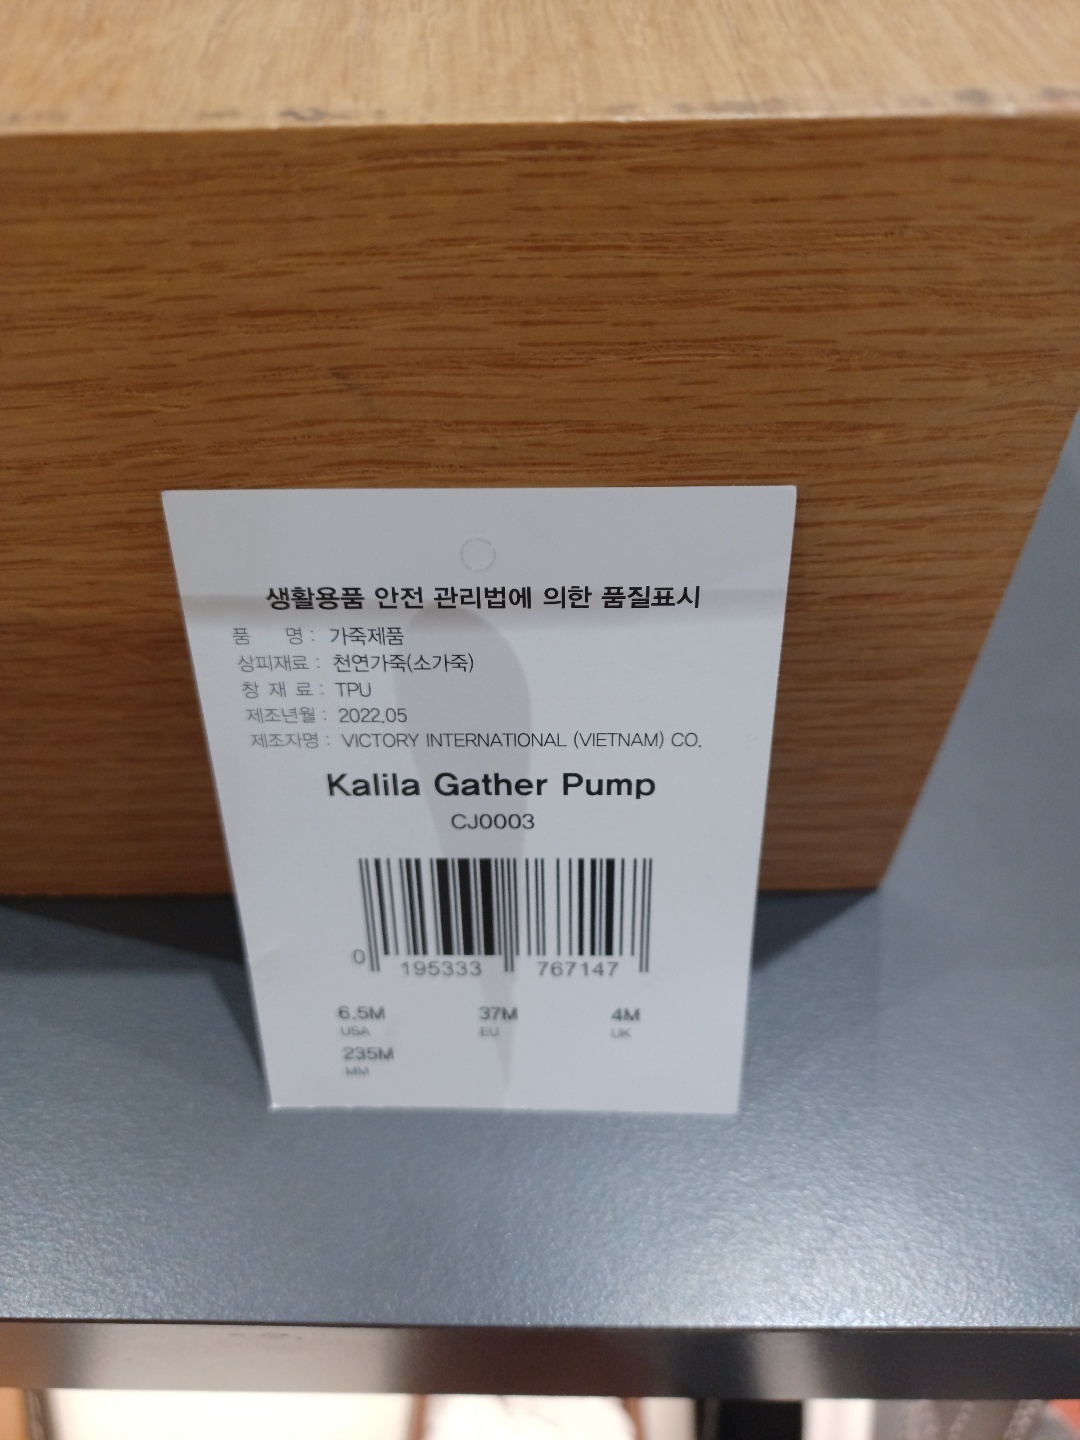 생활용품 안전 관리법에 의한 품질표시
품 명 : 가죽제품
상피재료 : 천연가죽(소가죽)
창 재 료 : TPU
제조년월 : 2022.05
제조자명 : VICTORY INTERNATIONAL (VIETNAM) CO.
Kalila Gather Pump
CJ0003
0 195333 767147
6.5M 37M 4M
USA EU UK
235M
MM